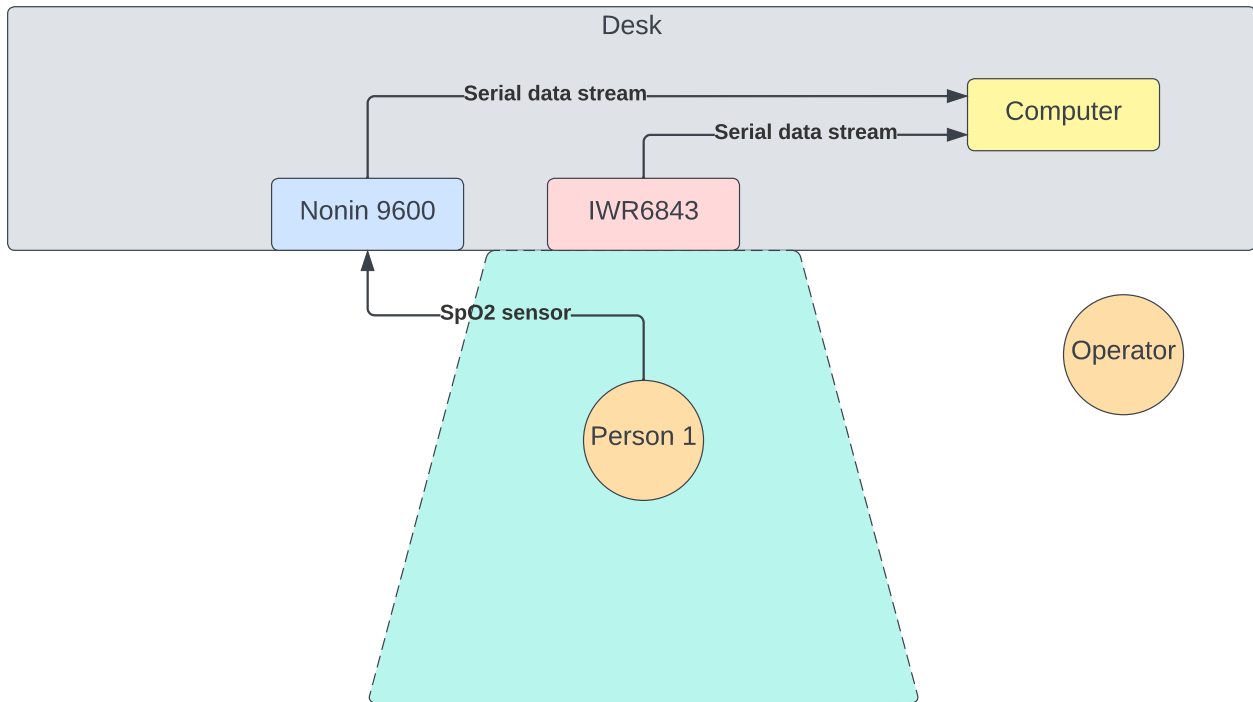 Desk
Serial data stream
Computer
Serial data stream
Nonin 9600
IWR6843
SpO2 sensor
Operator
Person 1